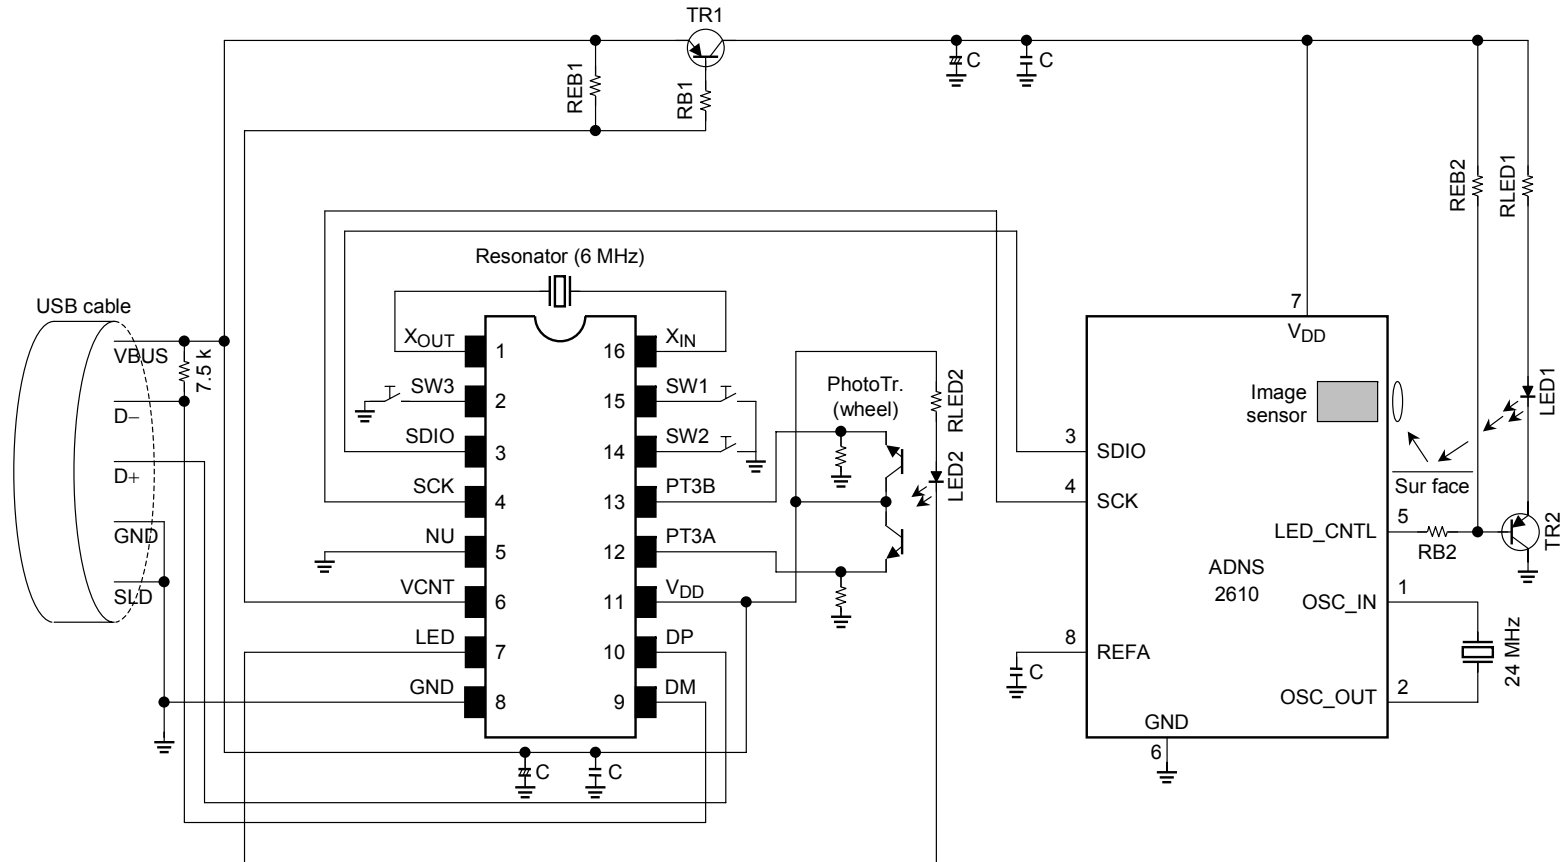 TR1
C
C
REB1
RB1
REB2
RLED1
Resonator (6 MHz)
USB cable
VBUS
7.5 k
D−
D+
GND
SLD
XOUT
1
16
XIN
SW3
2
15
SW1
SDIO
3
14
SW2
SCK
4
13
PT3B
NU
5
12
PT3A
VCNT
6
11
VDD
LED
7
10
DP
GND
8
9
DM
C
C
PhotoTr.
(wheel)
RLED2
LED2
7
VDD
Image
sensor
LED1
3
SDIO
4
SCK
Sur face
5
LED_CNTL
RB2
TR2
ADNS
2610
1
OSC_IN
24 MHz
8
REFA
C
2
OSC_OUT
GND
6